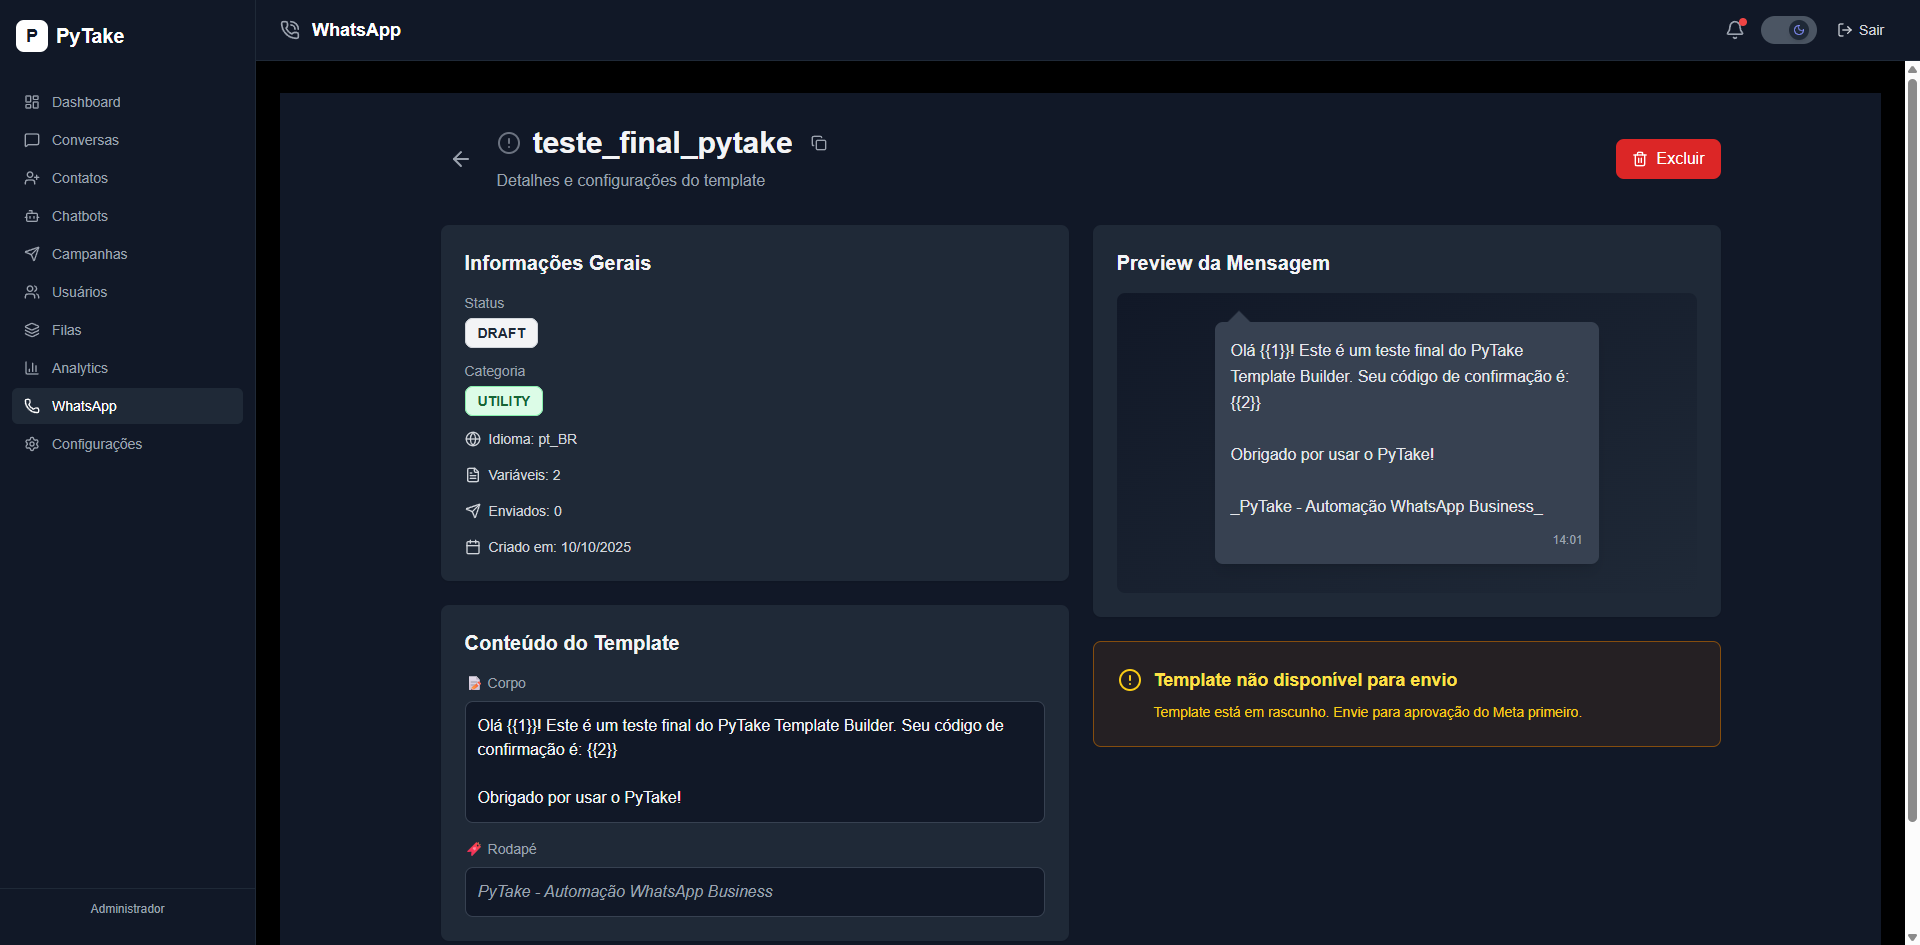 P PyTake
Dashboard
Conversas
Contatos
Chatbots
Campanhas
Usuários
Filas
Analytics
WhatsApp
Configurações
Administrador
WhatsApp
Sair
teste_final_pytake
Detalhes e configurações do template
Excluir
Informações Gerais
Status
DRAFT
Categoria
UTILITY
Idioma: pt_BR
Variáveis: 2
Enviados: 0
Criado em: 10/10/2025
Conteúdo do Template
Corpo
Olá {{1}}! Este é um teste final do PyTake Template Builder. Seu código de
confirmação é: {{2}}
Obrigado por usar o PyTake!
Rodapé
PyTake - Automação WhatsApp Business
Preview da Mensagem
Olá {{1}}! Este é um teste final do PyTake
Template Builder. Seu código de confirmação é:
{{2}}
Obrigado por usar o PyTake!
_PyTake - Automação WhatsApp Business_
14:01
Template não disponível para envio
Template está em rascunho. Envie para aprovação do Meta primeiro.